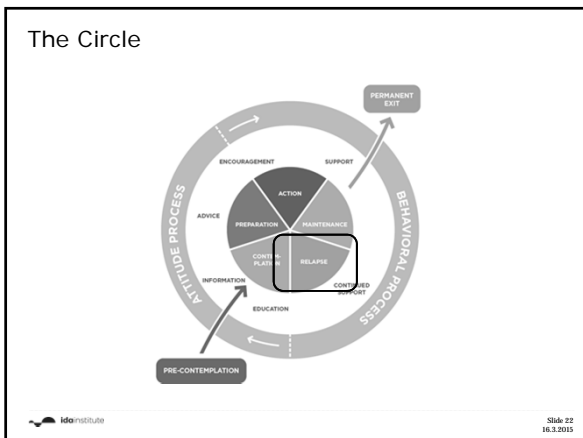 The Circle
PERMANENT
EXIT
ENCOURAGEMENT
SUPPORT
ACTION
ATTITUDE PROCESS
BEHAVIORAL PROCESS
ADVICE
PREPARATION
MAINTENANCE
CONTEM-
PLATION
RELAPSE
INFORMATION
CONTINUED
SUPPORT
EDUCATION
PRE-CONTEMPLATION
idainstitute
Slide 22
16.3.2015